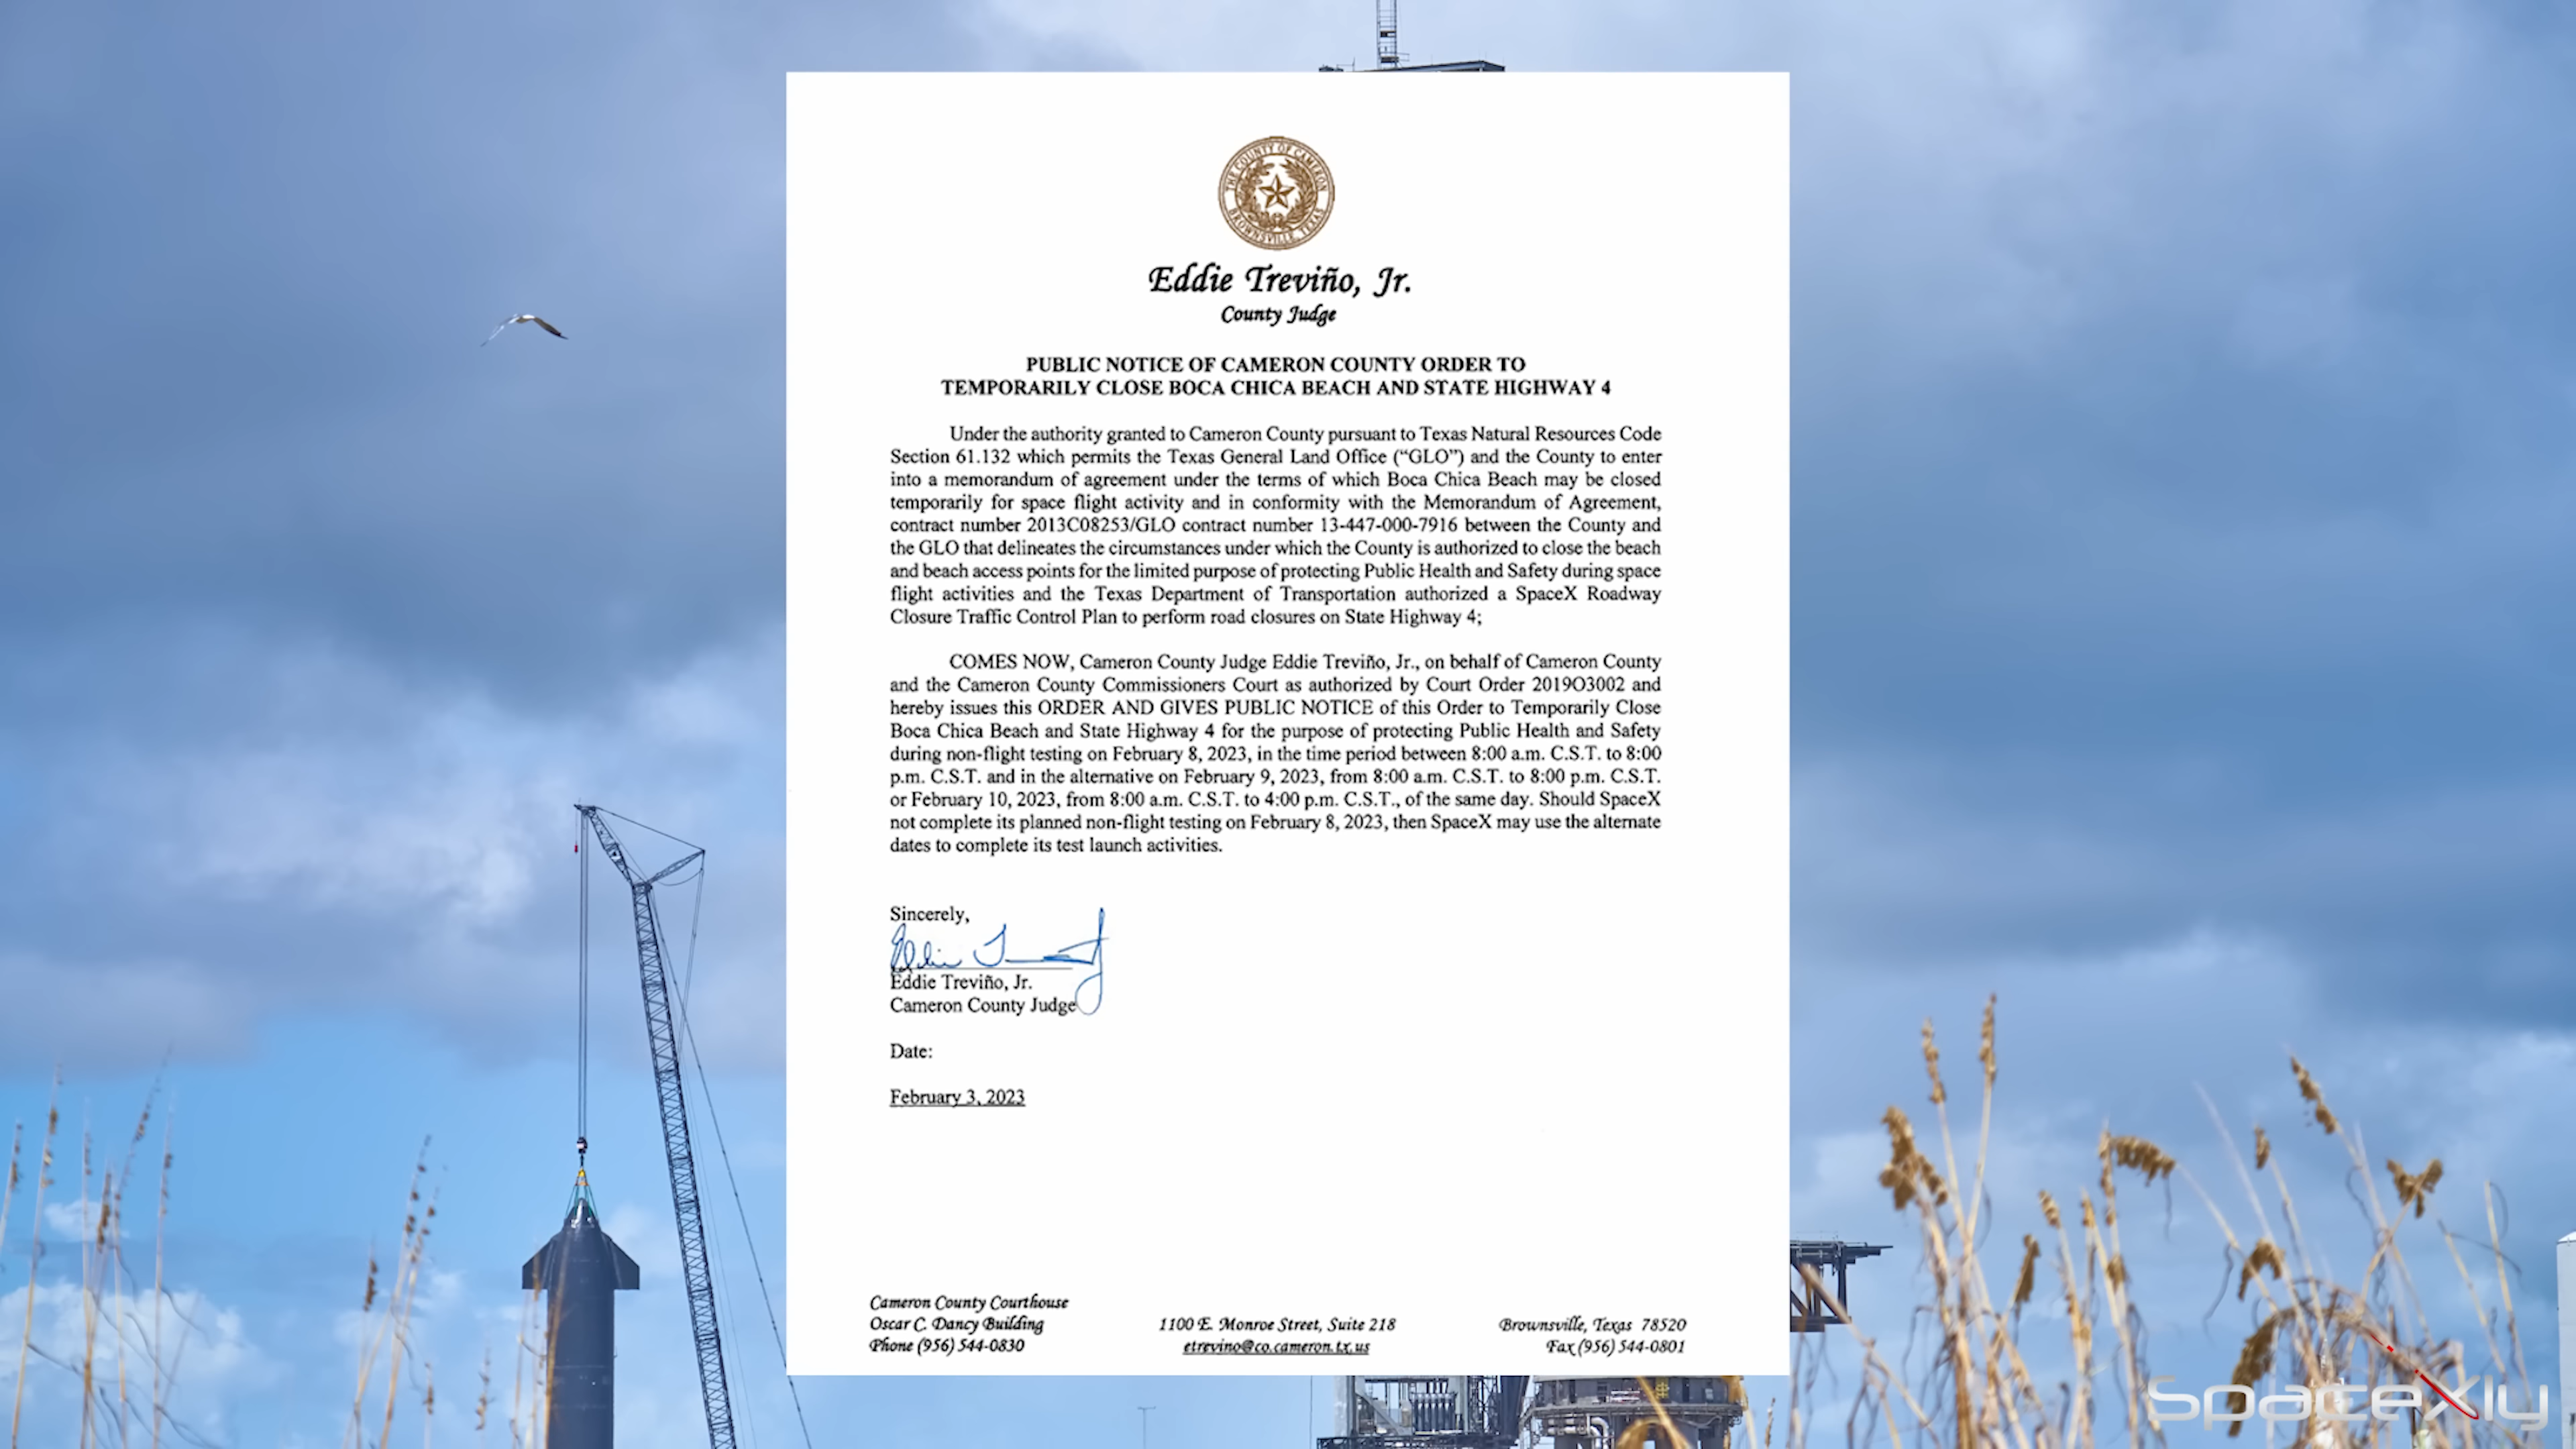 THE COUNTY OF CAMERON
BROWNSVILLE, TEXAS
Eddie Treviño, Jr.
County Judge
PUBLIC NOTICE OF CAMERON COUNTY ORDER TO
TEMPORARILY CLOSE BOCA CHICA BEACH AND STATE HIGHWAY 4
Under the authority granted to Cameron County pursuant to Texas Natural Resources Code
Section 61.132 which permits the Texas General Land Office (“GLO”) and the County to enter
into a memorandum of agreement under the terms of which Boca Chica Beach may be closed
temporarily for space flight activity and in conformity with the Memorandum of Agreement,
contract number 2013C08253/GLO contract number 13-447-000-7916 between the County and
the GLO that delineates the circumstances under which the County is authorized to close the beach
and beach access points for the limited purpose of protecting Public Health and Safety during space
flight activities and the Texas Department of Transportation authorized a SpaceX Roadway
Closure Traffic Control Plan to perform road closures on State Highway 4;
COMES NOW, Cameron County Judge Eddie Treviño, Jr., on behalf of Cameron County
and the Cameron County Commissioners Court as authorized by Court Order 2019O3002 and
hereby issues this ORDER AND GIVES PUBLIC NOTICE of this Order to Temporarily Close
Boca Chica Beach and State Highway 4 for the purpose of protecting Public Health and Safety
during non-flight testing on February 8, 2023, in the time period between 8:00 a.m. C.S.T. to 8:00
p.m. C.S.T. and in the alternative on February 9, 2023, from 8:00 a.m. C.S.T. to 8:00 p.m. C.S.T.
or February 10, 2023, from 8:00 a.m. C.S.T. to 4:00 p.m. C.S.T., of the same day. Should SpaceX
not complete its planned non-flight testing on February 8, 2023, then SpaceX may use the alternate
dates to complete its test launch activities.
Sincerely,
Eddie Treviño, Jr.
Cameron County Judge
Date:
February 3, 2023
Cameron County Courthouse
Oscar C. Dancy Building
Phone (956) 544-0830
1100 E. Monroe Street, Suite 218
etrevino@co.cameron.tx.us
Brownsville, Texas 78520
Fax (956) 544-0801
SpaceXly